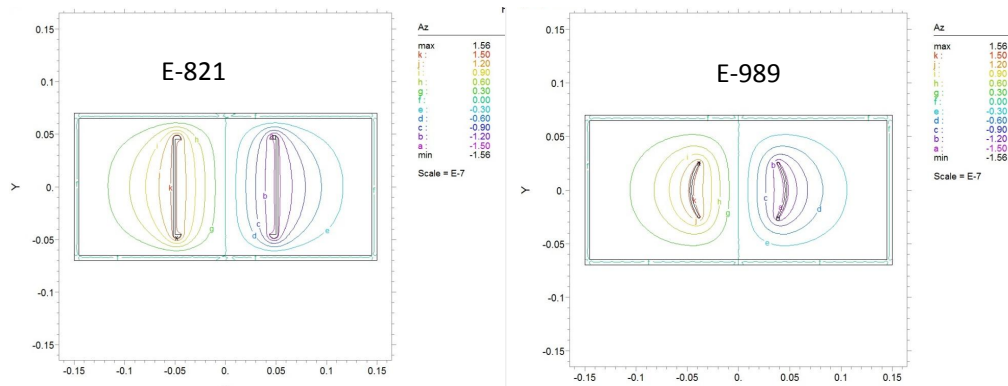 E-821
Az
max 1.56
k : 1.50
j : 1.20
i : 0.90
h : 0.60
g : 0.30
f : 0.00
e : -0.30
d : -0.60
c : -0.90
b : -1.20
a : -1.50
min -1.56
Scale = E-7
0.15
0.1
0.05
0.
-0.05
-0.1
-0.15
Y
-0.15 -0.10 -0.05 0. 0.05 0.10 0.15
k
g
b
c
d
e
E-989
Az
max 1.56
k : 1.50
j : 1.20
i : 0.90
h : 0.60
g : 0.30
f : 0.00
e : -0.30
d : -0.60
c : -0.90
b : -1.20
a : -1.50
min -1.56
Scale = E-7
0.15
0.1
0.05
0.
-0.05
-0.1
-0.15
Y
-0.15 -0.10 -0.05 0. 0.05 0.10 0.15
b
c
h
g
d
e